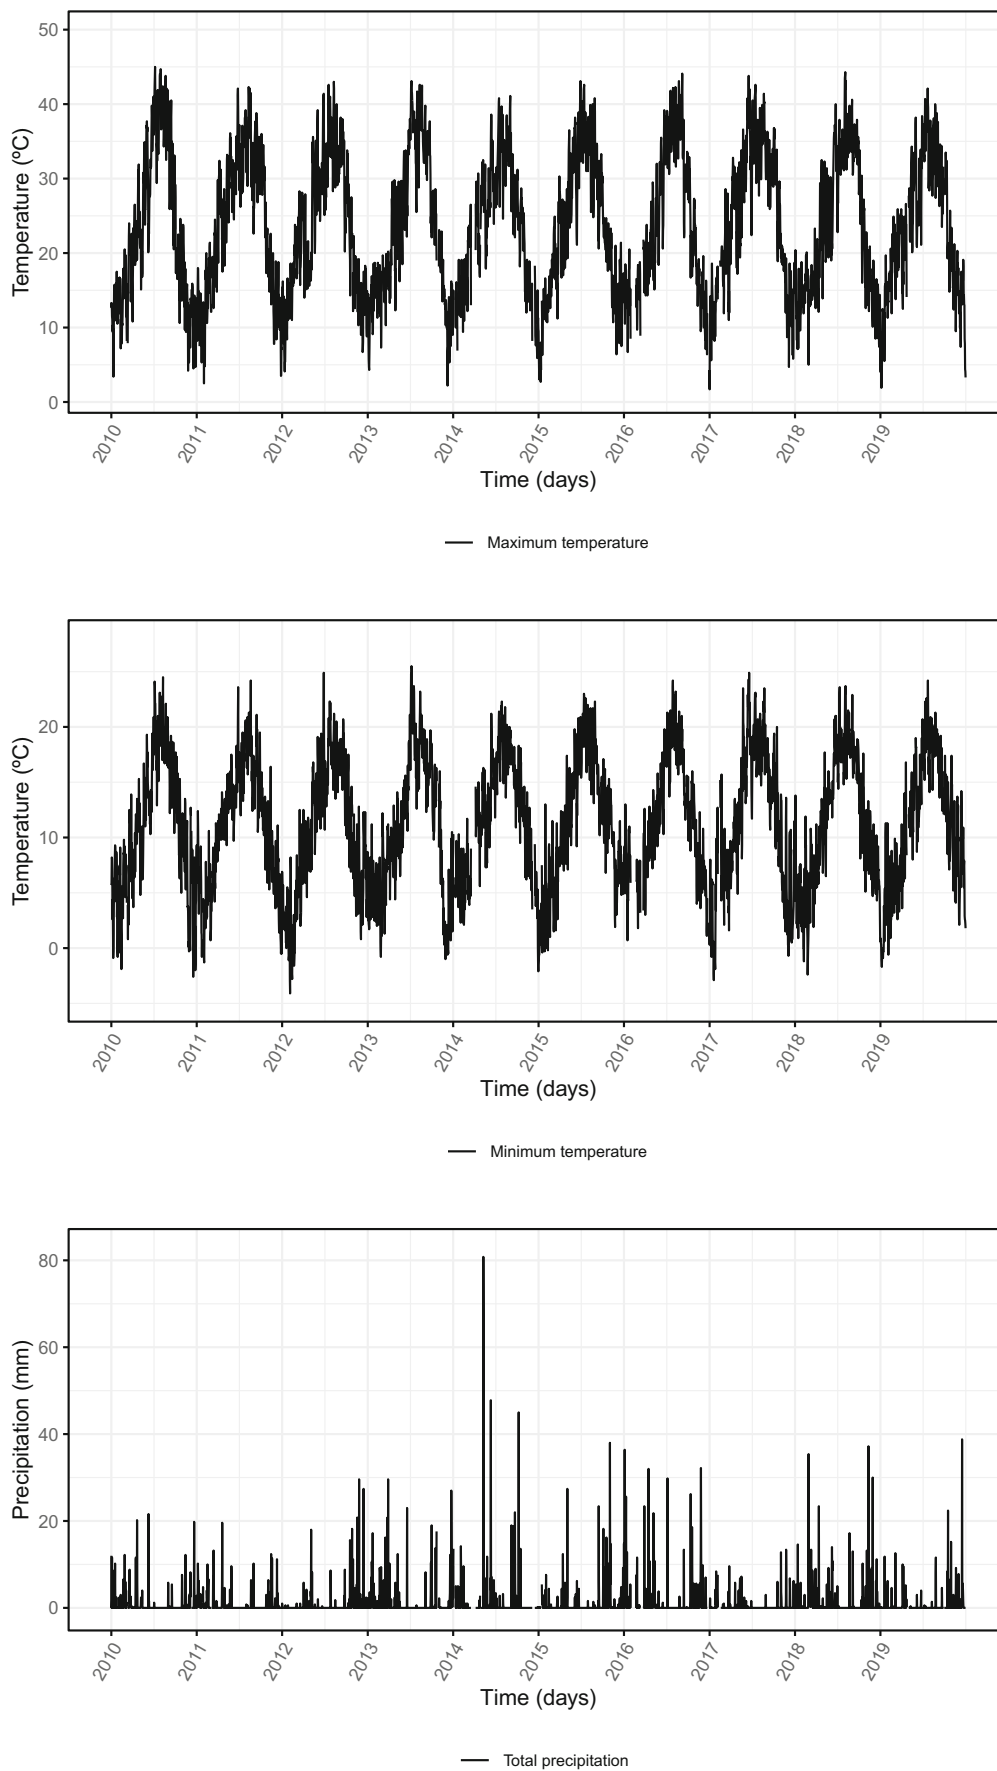 50
40
30
20
10
0
Temperature (ºC)
2010 2011 2012 2013 2014 2015 2016 2017 2018 2019
Time (days)
Maximum temperature
20
10
0
Temperature (ºC)
2010 2011 2012 2013 2014 2015 2016 2017 2018 2019
Time (days)
Minimum temperature
80
60
40
20
0
Precipitation (mm)
2010 2011 2012 2013 2014 2015 2016 2017 2018 2019
Time (days)
Total precipitation